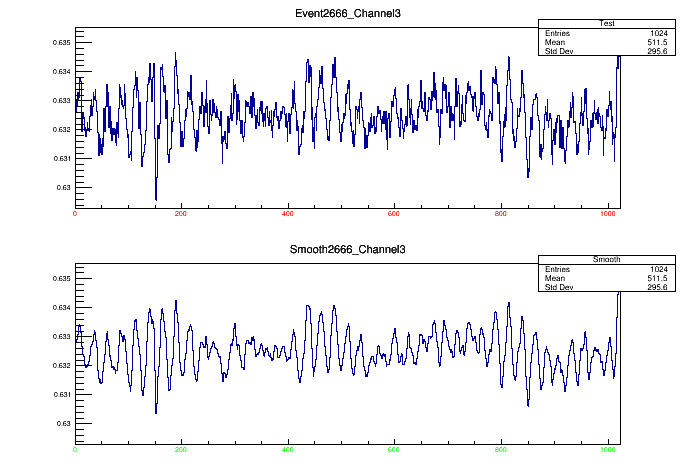 Event2666_Channel3
Test
Entries 1024
Mean 511.5
Std Dev 295.6
0.635
0.634
0.633
0.632
0.631
0.63
0 200 400 600 800 1000
Smooth2666_Channel3
Smooth
Entries 1024
Mean 511.5
Std Dev 295.6
0.635
0.634
0.633
0.632
0.631
0.63
0 200 400 600 800 1000